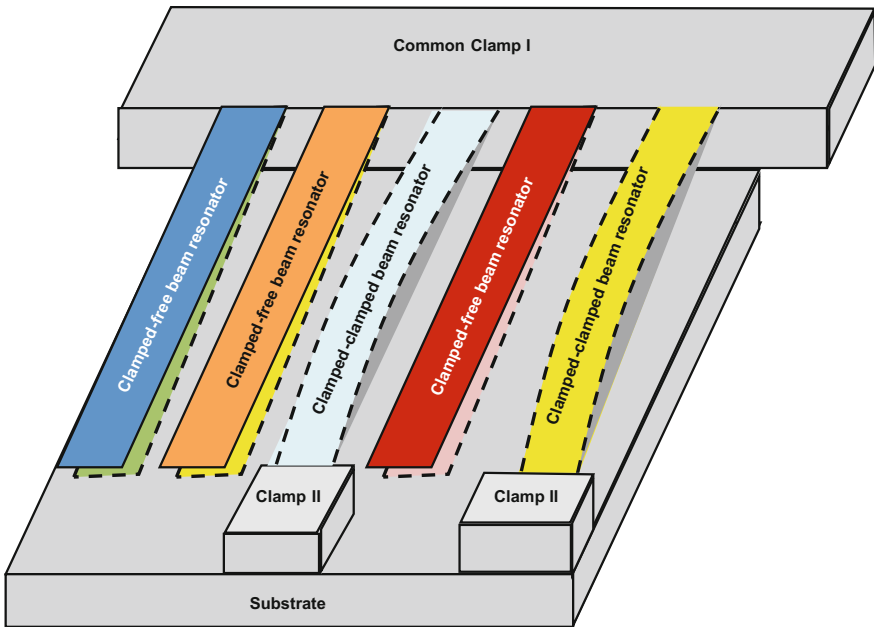 Common Clamp I
Clamped-free beam resonator
Clamped-free beam resonator
Clamped-clamped beam resonator
Clamped-free beam resonator
Clamped-clamped beam resonator
Clamp II
Clamp II
Substrate